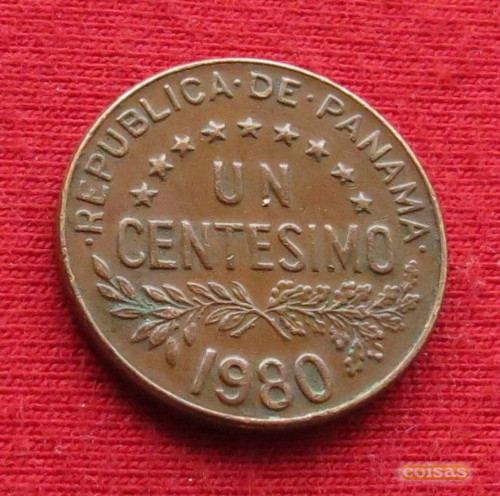 ·REPUBLICA·DE·PANAMA·
UN
CENTESIMO
1980
coisas